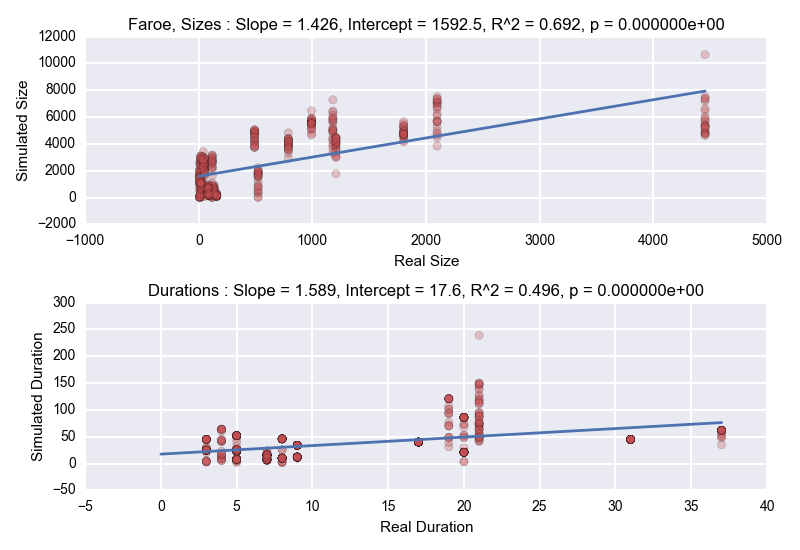 Faroe, Sizes : Slope = 1.426, Intercept = 1592.5, R^2 = 0.692, p = 0.000000e+00
12000
10000
8000
6000
4000
2000
0
−2000
Simulated Size
−1000 0 1000 2000 3000 4000 5000
Real Size
Durations : Slope = 1.589, Intercept = 17.6, R^2 = 0.496, p = 0.000000e+00
300
250
200
150
100
50
0
−50
Simulated Duration
−5 0 5 10 15 20 25 30 35 40
Real Duration